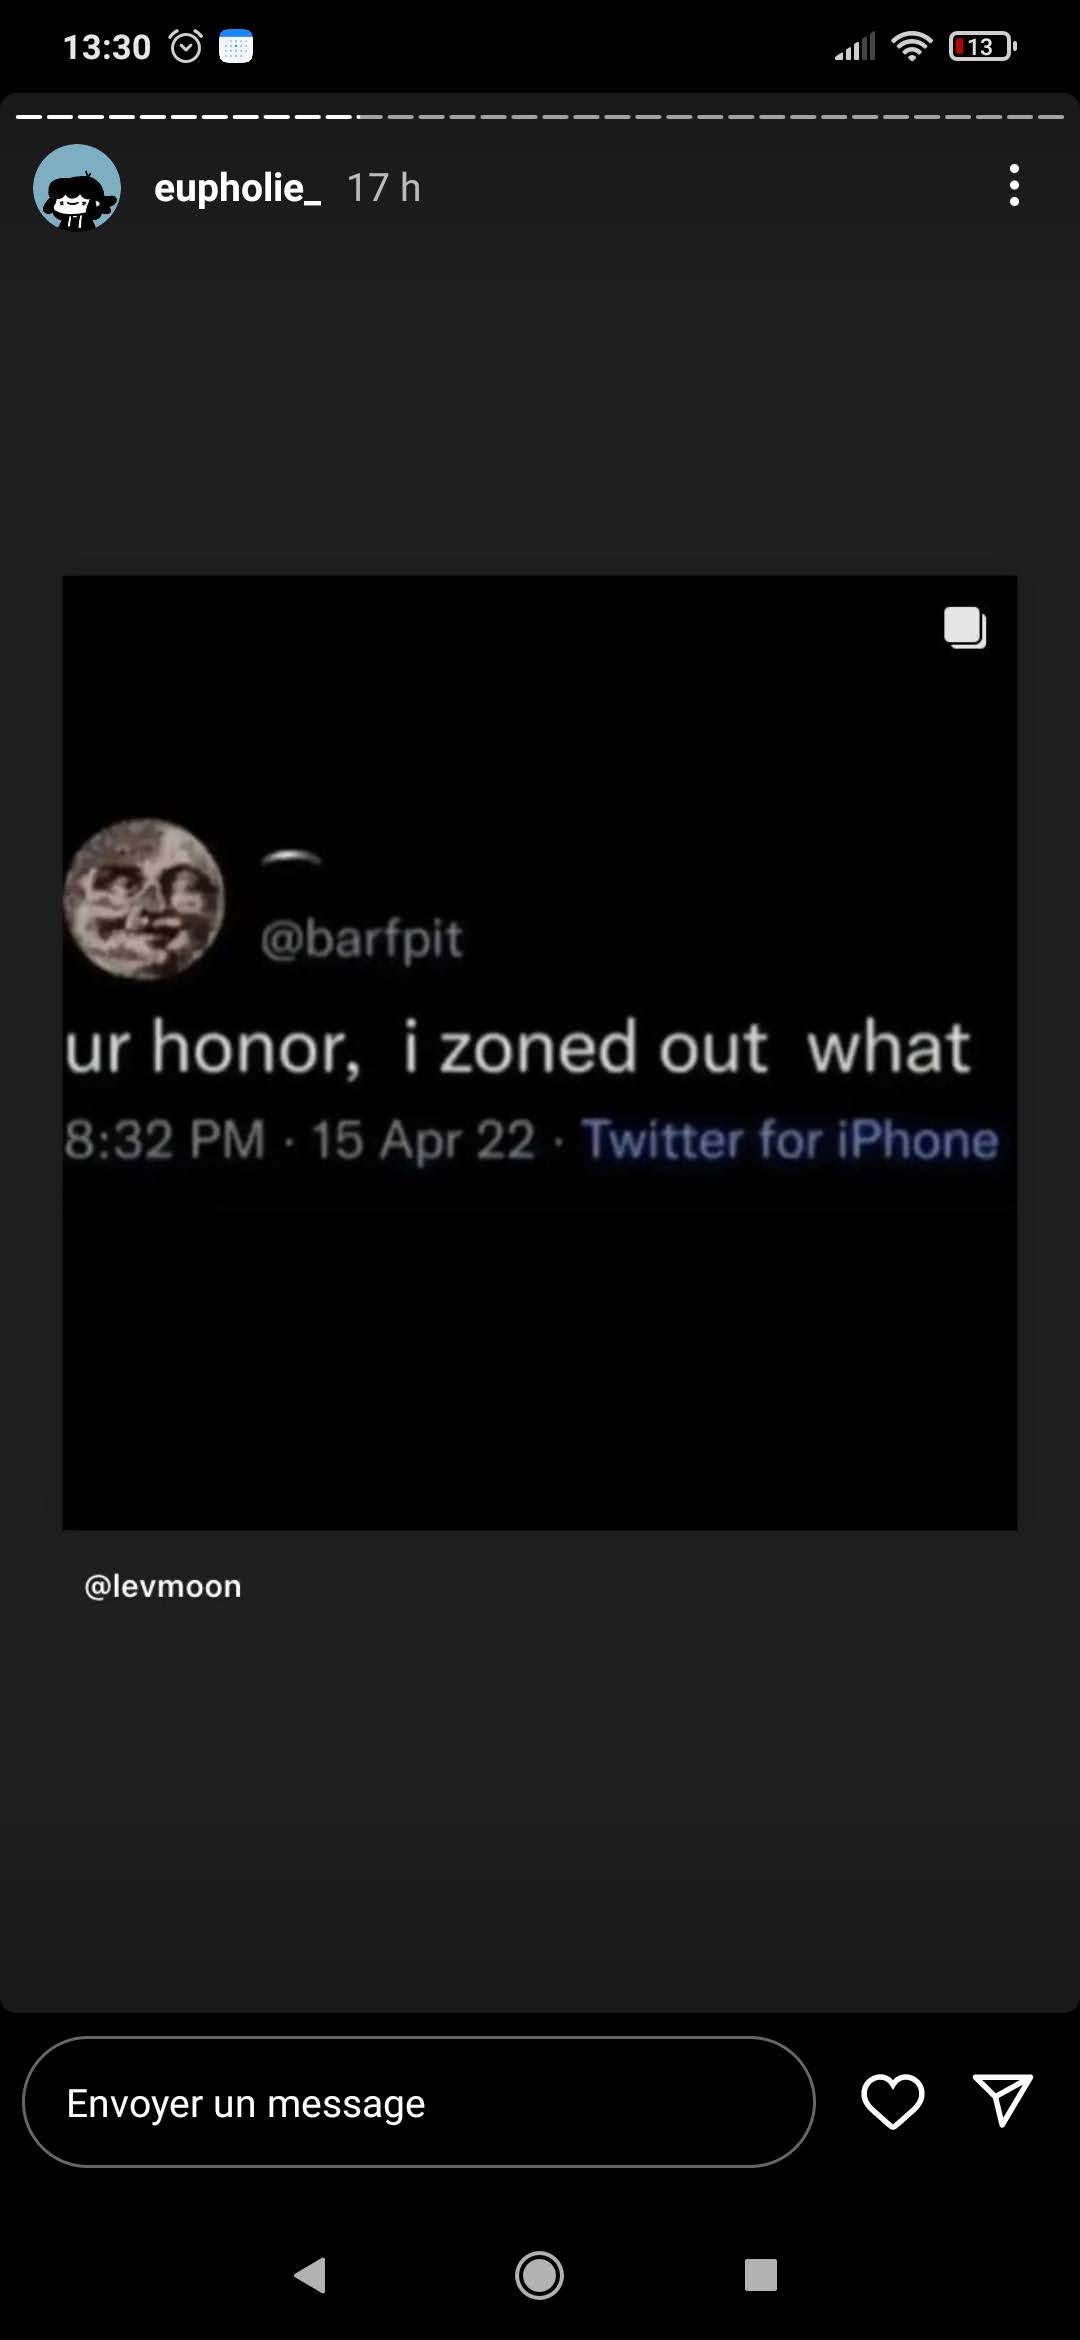 13:30
13
eupholie_ 17 h
@barfpit
ur honor,  i zoned out  what
8:32 PM · 15 Apr 22 · Twitter for iPhone
@levmoon
Envoyer un message